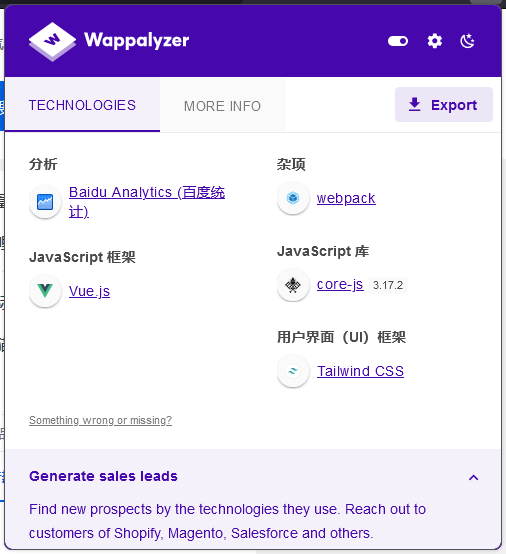 Wappalyzer
TECHNOLOGIES
MORE INFO
Export
分析
Baidu Analytics (百度统
计)
JavaScript 框架
Vue.js
杂项
webpack
JavaScript 库
core-js 3.17.2
用户界面（UI）框架
Tailwind CSS
Something wrong or missing?
Generate sales leads
Find new prospects by the technologies they use. Reach out to
customers of Shopify, Magento, Salesforce and others.